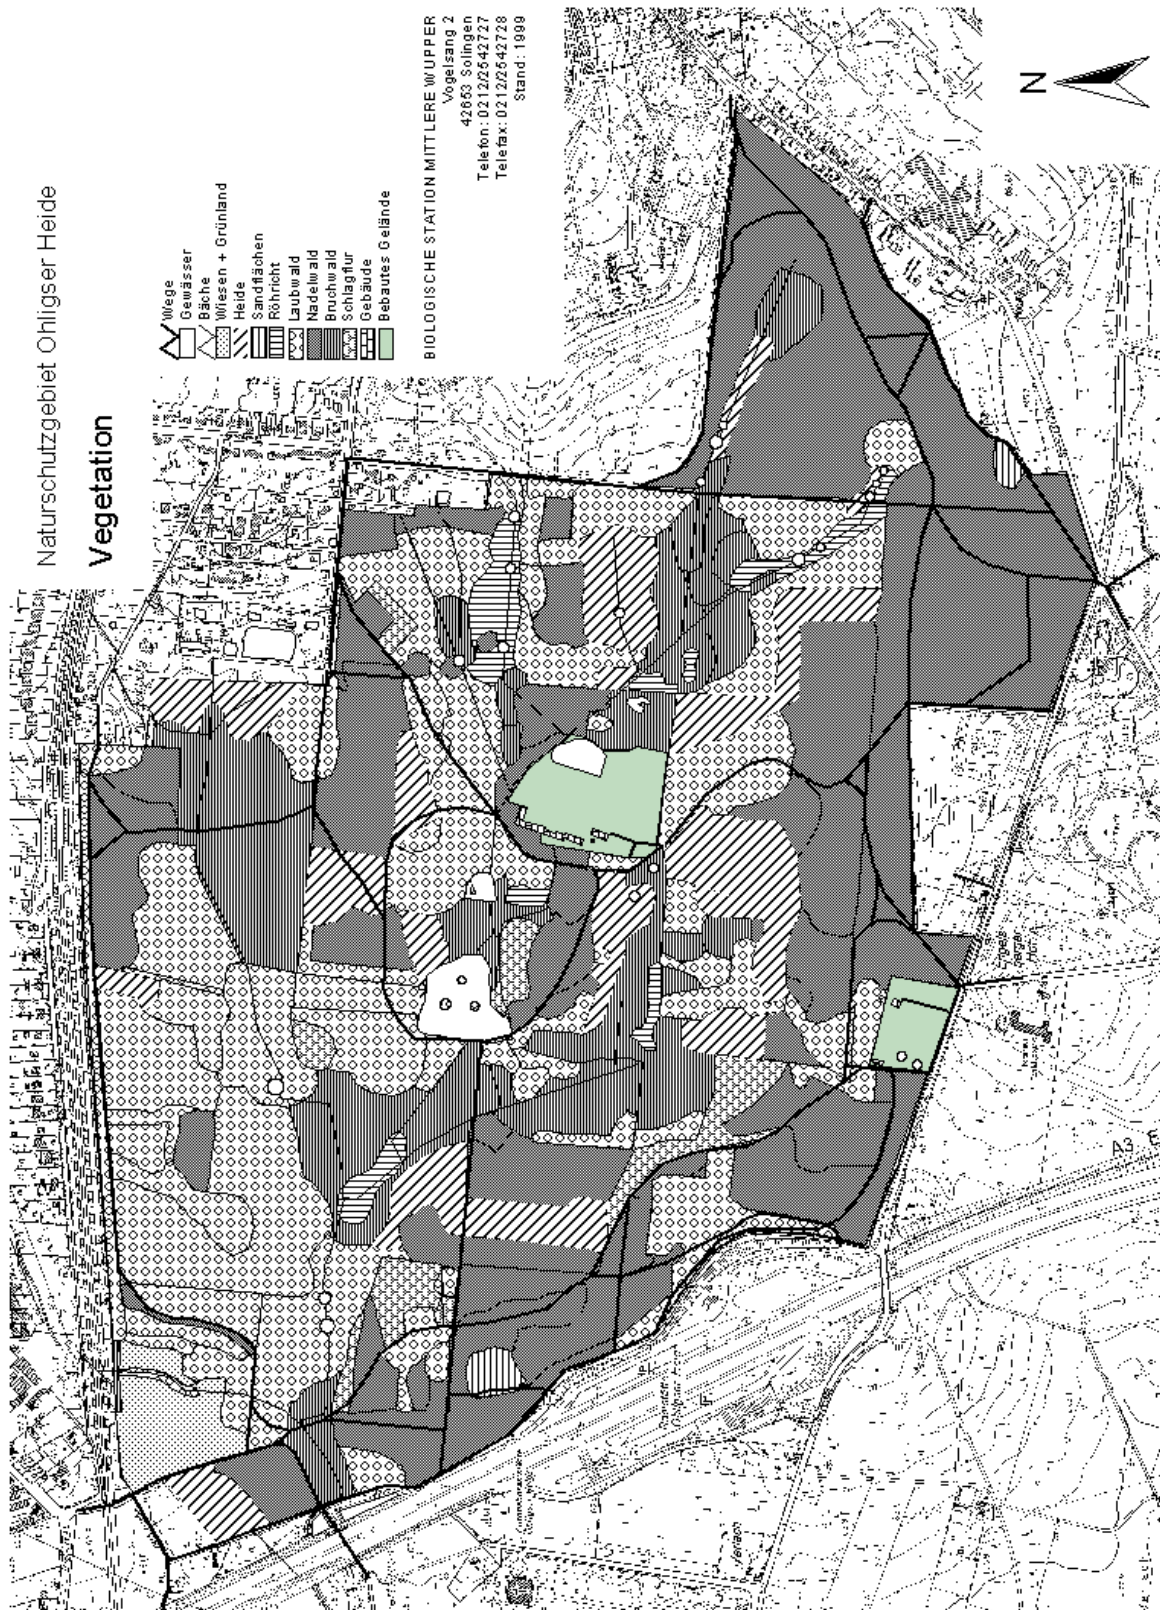 Naturschutzgebiet Ohligser Heide
Vegetation
Wege
Gewässer
Bäche
Wiesen + Grünland
Heide
Sandflächen
Röhricht
Laubwald
Nadelwald
Bruchwald
Schlagflur
Gebäude
Bebautes Gelände
BIOLOGISCHE STATION MITTLERE WUPPER
Vogelsang 2
42653 Solingen
Telefon: 0212/2542727
Telefax: 0212/2542728
Stand: 1999
N
A3